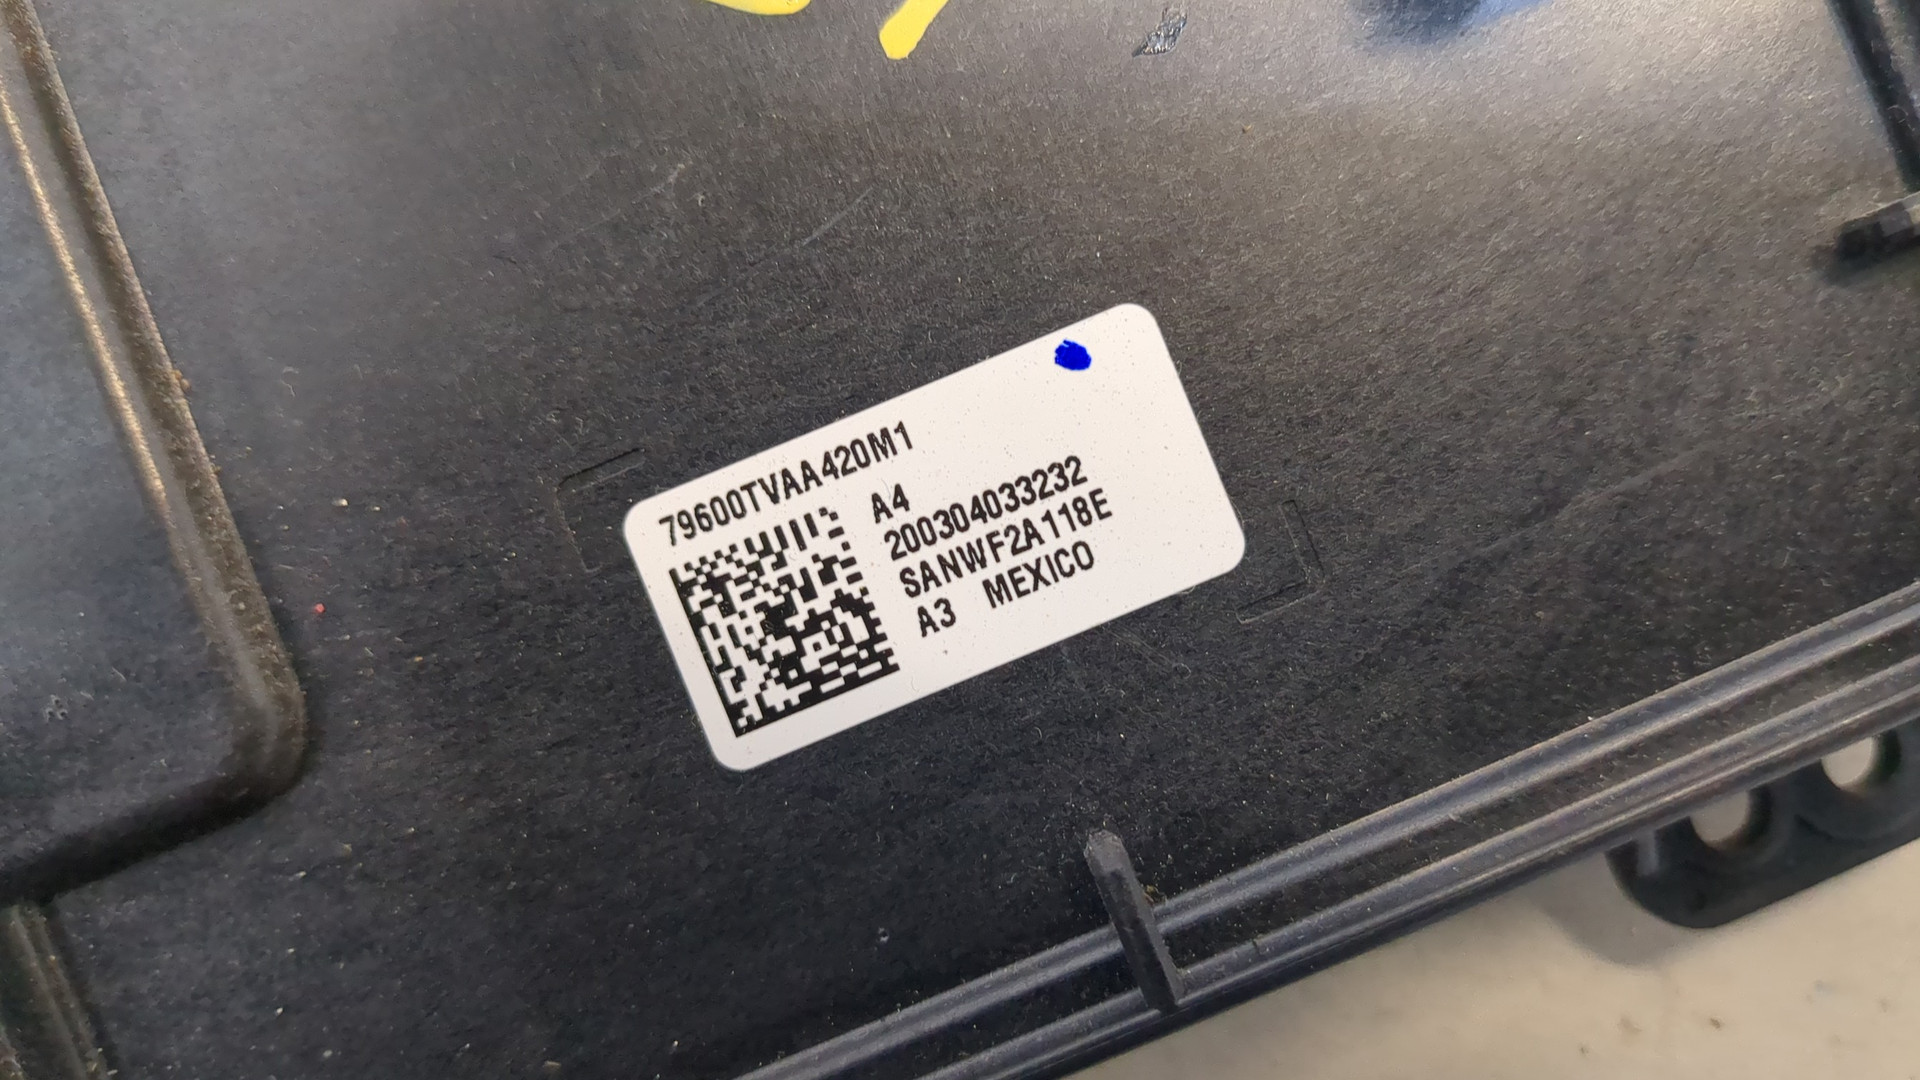 79600TVAA420M1
A4
200304033232
SANWF2A118E
A3 MEXICO